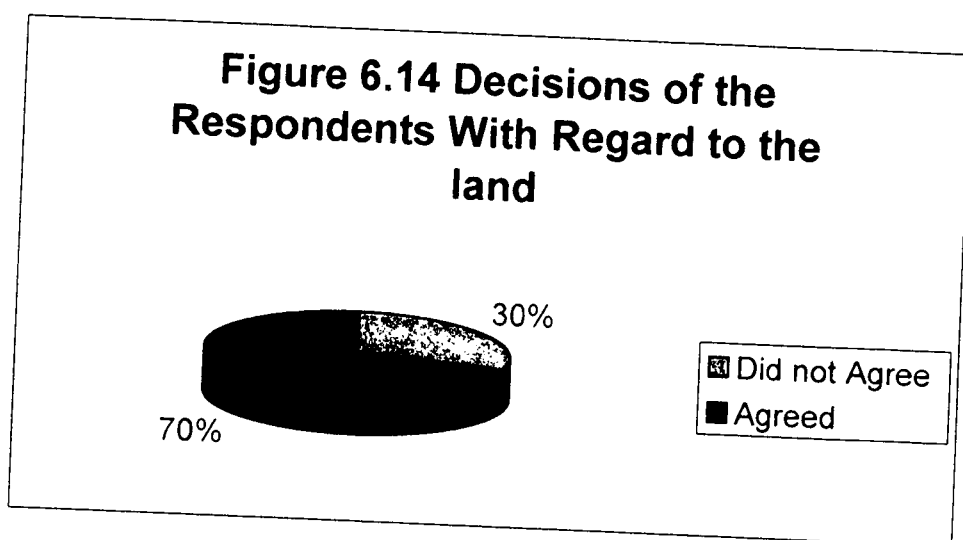 Figure 6.14 Decisions of the
Respondents With Regard to the
land
30%
70%
Did not Agree
Agreed